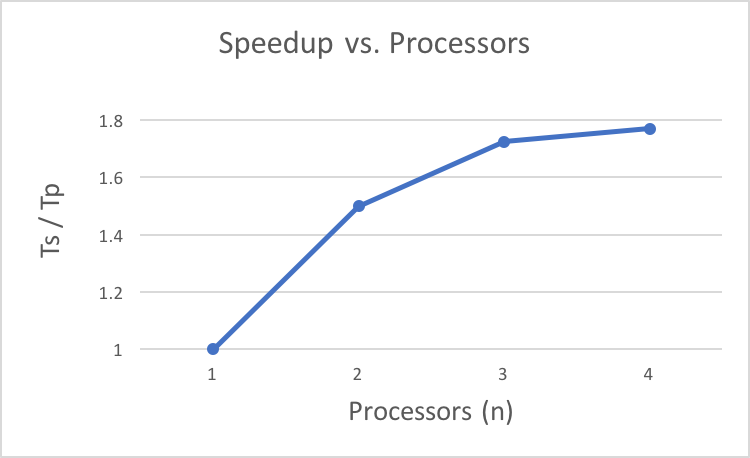 Speedup vs. Processors
1.8
1.6
1.4
1.2
1
Ts / Tp
1 2 3 4
Processors (n)